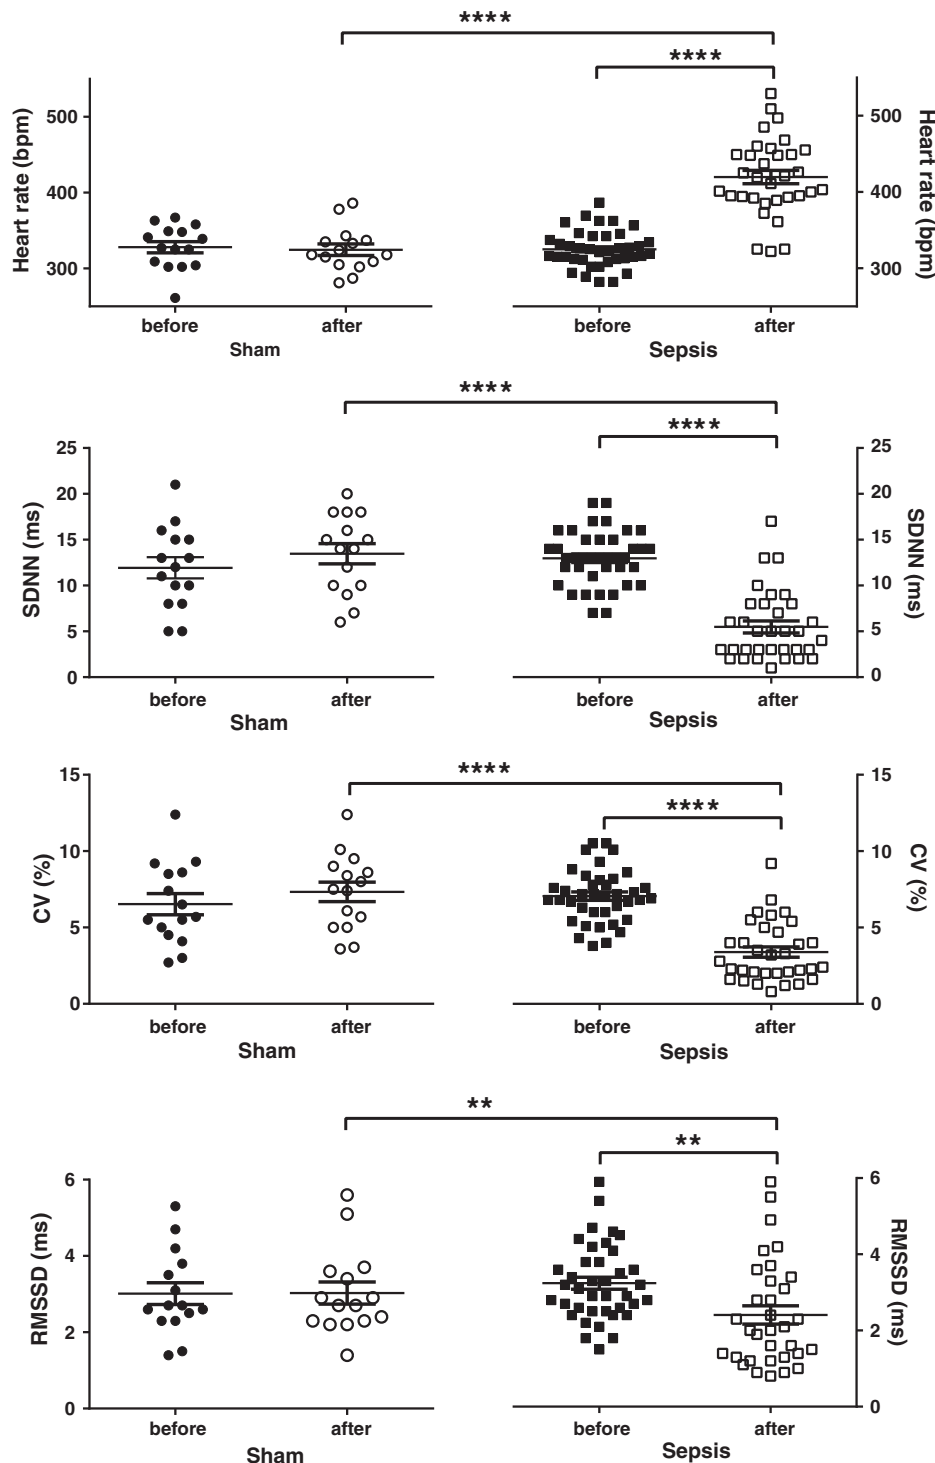 ****
****
Heart rate (bpm)
500
400
300
before
after
Sham
500
400
300
Heart rate (bpm)
before
after
Sepsis
****
****
SDNN (ms)
25
20
15
10
5
0
before
after
Sham
25
20
15
10
5
0
SDNN (ms)
before
after
Sepsis
****
****
CV (%)
15
10
5
0
before
after
Sham
15
10
5
0
CV (%)
before
after
Sepsis
**
**
RMSSD (ms)
6
4
2
0
before
after
Sham
6
4
2
0
RMSSD (ms)
before
after
Sepsis